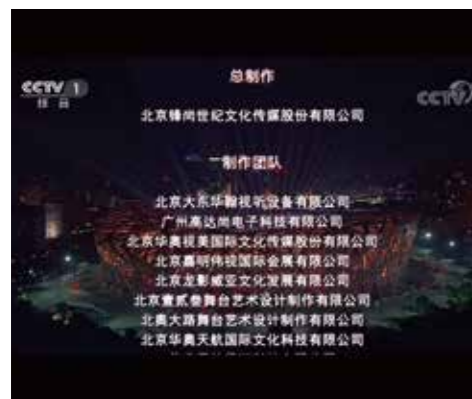 总制作
CCTV 1
综合
CCTV
北京锋尚世纪文化传媒股份有限公司
制作团队
北京大东华翰视听设备有限公司
广州高达尚电子科技有限公司
北京华奥视美国际文化传媒股份有限公司
北京嘉明伟视国际会展有限公司
北京龙影威亚文化发展有限公司
北京壹贰叁舞台艺术设计制作有限公司
北奥大路舞台艺术设计制作有限公司
北京华奥天航国际文化科技有限公司